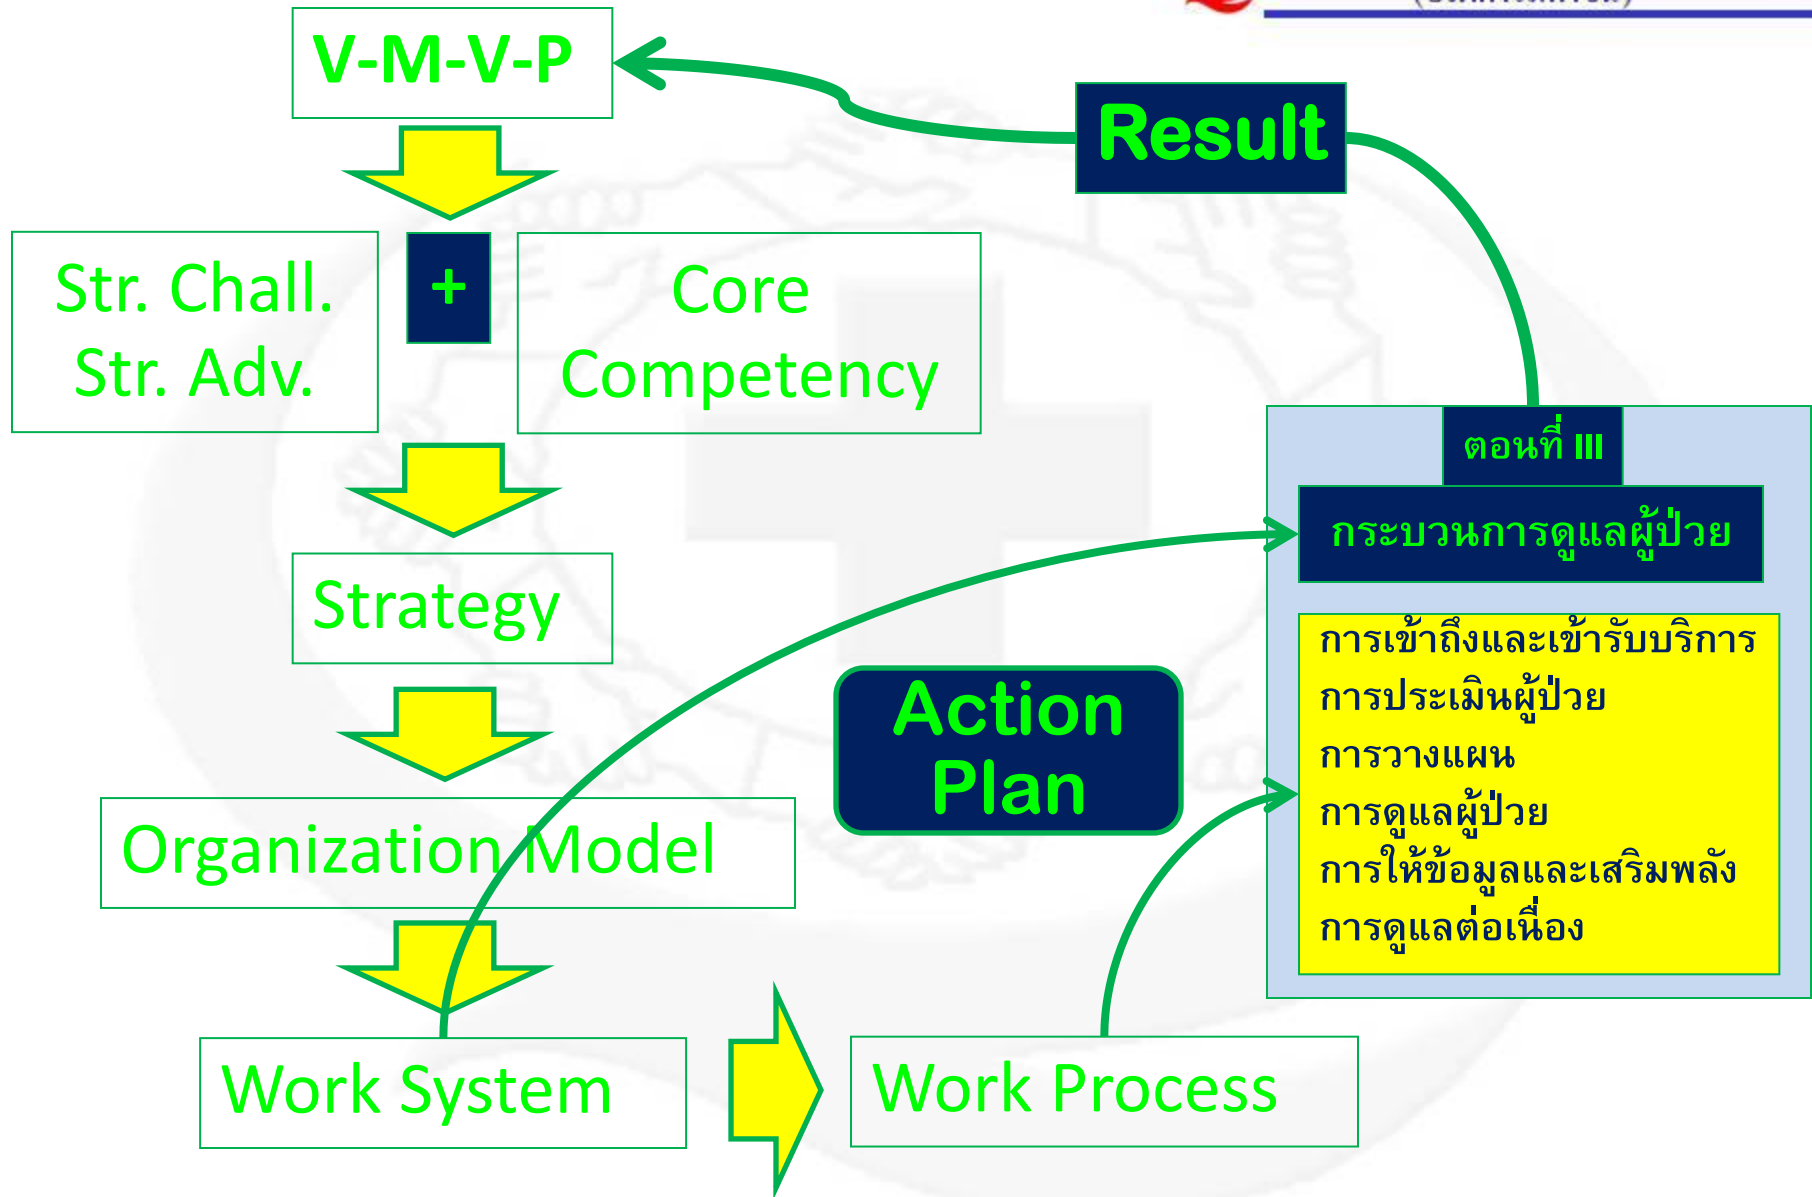 V-M-V-P
Result
Str. Chall.
Str. Adv.
+
Core
Competency
ตอนที่ III
กระบวนการดูแลผู้ป่วย
Strategy
การเข้าถึงและเข้ารับบริการ
การประเมินผู้ป่วย
การวางแผน
การดูแลผู้ป่วย
การให้ข้อมูลและเสริมพลัง
การดูแลต่อเนื่อง
Action
Plan
Organization Model
Work System
Work Process